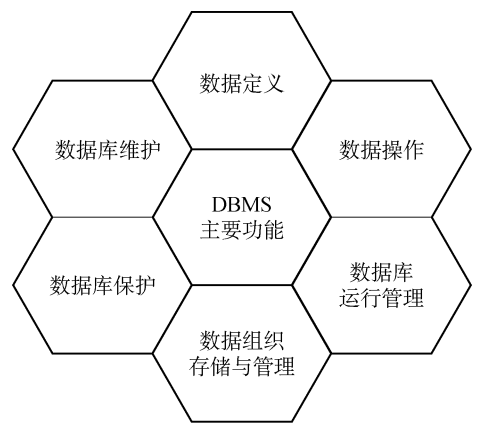 数据定义
数据库维护
数据操作
DBMS
主要功能
数据库保护
数据库
运行管理
数据组织
存储与管理